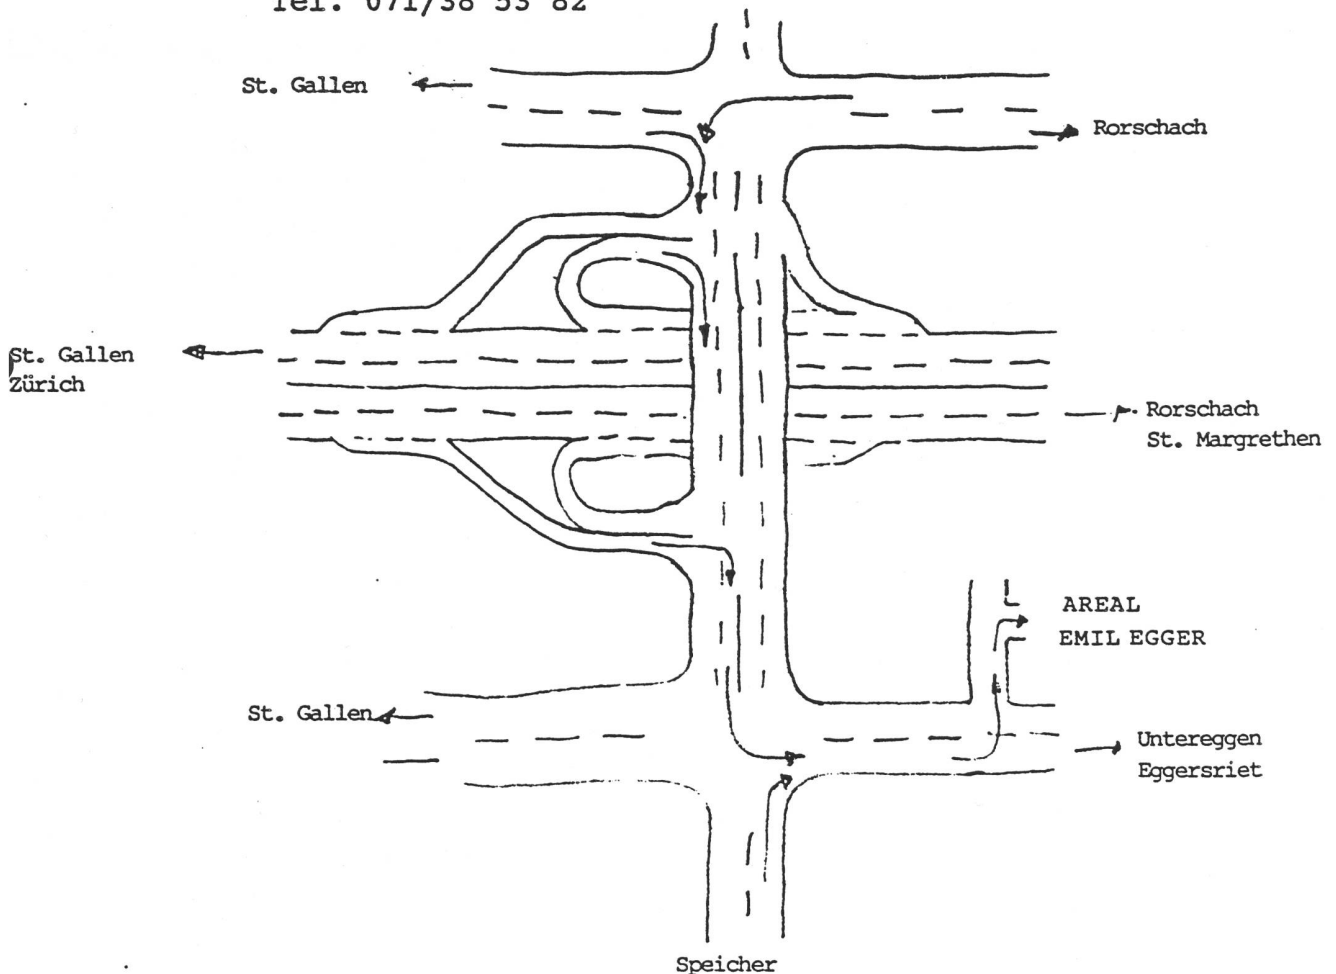 Tel. 071/38 53 82
St. Gallen
Rorschach
St. Gallen
Zürich
Rorschach
St. Margrethen
AREAL
EMIL EGGER
St. Gallen
Untereggen
Eggersriet
Speicher